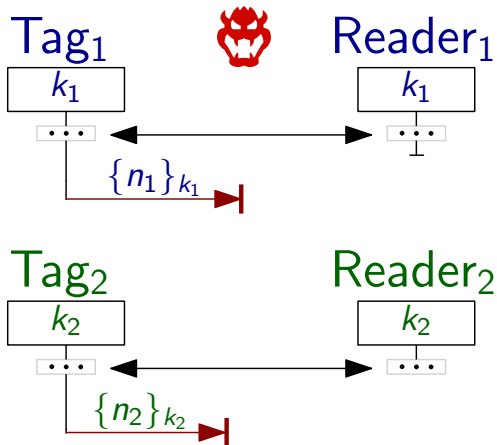 Tag₁ Reader₁
k₁ k₁
... ...
{n₁}ₖ₁
Tag₂ Reader₂
k₂ k₂
... ...
{n₂}ₖ₂